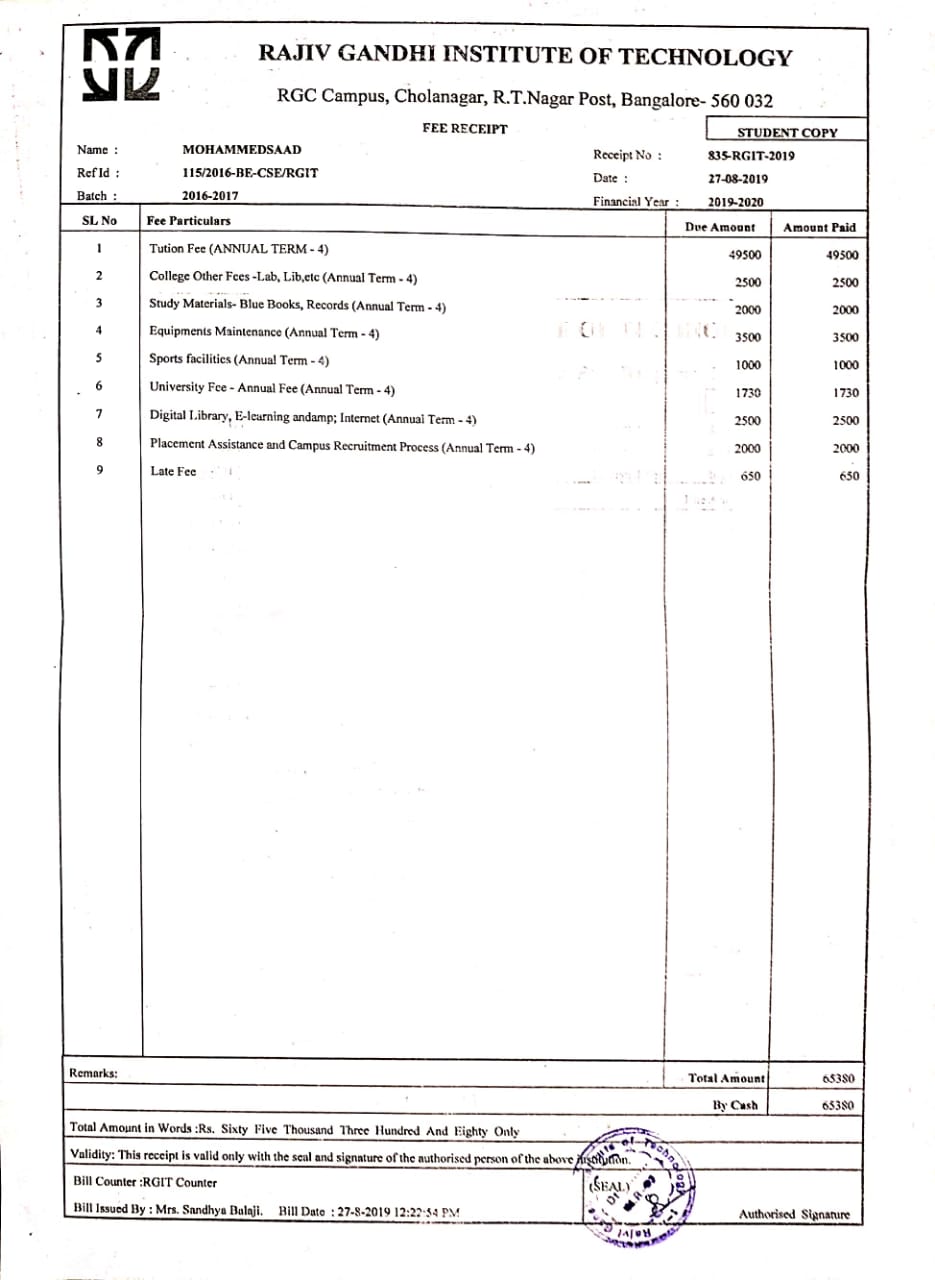 RAJIV GANDHI INSTITUTE OF TECHNOLOGY
RGC Campus, Cholanagar, R.T.Nagar Post, Bangalore- 560 032
FEE RECEIPT
STUDENT COPY
Name : MOHAMMEDSAAD
Receipt No : 835-RGIT-2019
RefId : 115/2016-BE-CSE/RGIT
Date : 27-08-2019
Batch : 2016-2017
Financial Year : 2019-2020
SL No Fee Particulars Due Amount Amount Paid
1 Tution Fee (ANNUAL TERM - 4) 49500 49500
2 College Other Fees -Lab, Lib,etc (Annual Term - 4) 2500 2500
3 Study Materials- Blue Books, Records (Annual Term - 4) 2000 2000
4 Equipments Maintenance (Annual Term - 4) 3500 3500
5 Sports facilities (Annual Term - 4) 1000 1000
6 University Fee - Annual Fee (Annual Term - 4) 1730 1730
7 Digital Library, E-learning andamp; Internet (Annual Term - 4) 2500 2500
8 Placement Assistance and Campus Recruitment Process (Annual Term - 4) 2000 2000
9 Late Fee 650 650
Remarks: Total Amount 65380
By Cash 65380
Total Amount in Words :Rs. Sixty Five Thousand Three Hundred And Eighty Only
Validity: This receipt is valid only with the seal and signature of the authorised person of the above institution.
Bill Counter :RGIT Counter
(SEAL)
Bill Issued By : Mrs. Sandhya Balaji. Bill Date : 27-8-2019 12:22:54 PM
Authorised Signature
of Technology
Rajiv